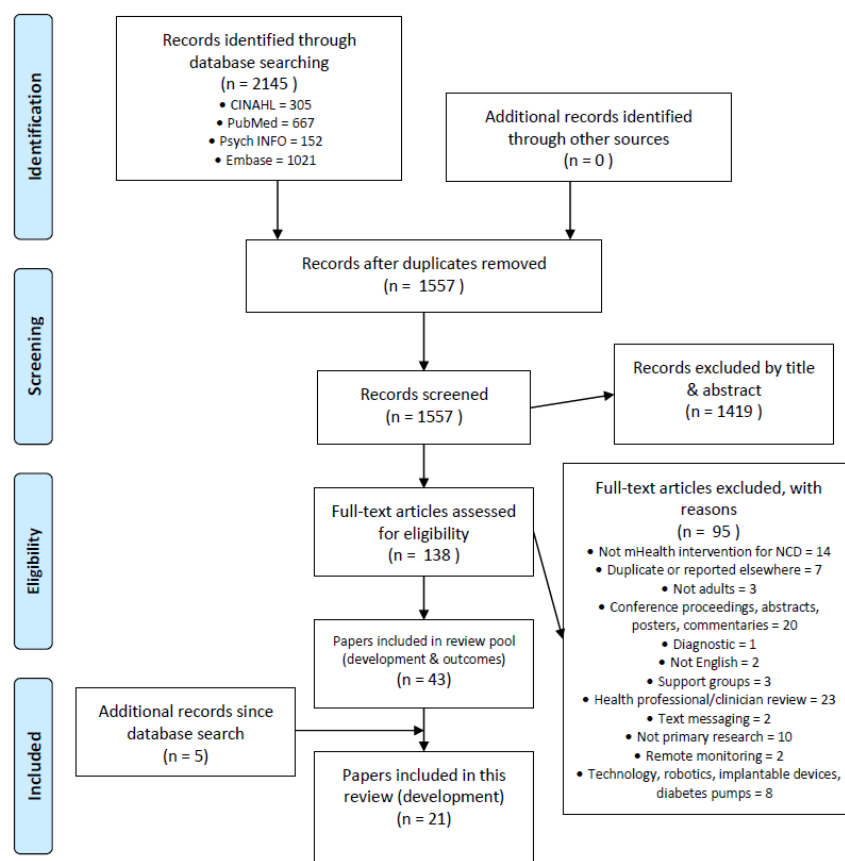 Identification
Records identified through
database searching
(n = 2145 )
• CINAHL = 305
• PubMed = 667
• Psych INFO = 152
• Embase = 1021
Additional records identified
through other sources
(n = 0 )
Records after duplicates removed
(n = 1557 )
Screening
Records screened
(n = 1557 )
Records excluded by title
& abstract
(n = 1419 )
Eligibility
Full-text articles assessed
for eligibility
(n = 138 )
Full-text articles excluded, with
reasons
(n = 95 )
• Not mHealth intervention for NCD = 14
• Duplicate or reported elsewhere = 7
• Not adults = 3
• Conference proceedings, abstracts,
posters, commentaries = 20
• Diagnostic = 1
• Not English = 2
• Support groups = 3
• Health professional/clinician review = 23
• Text messaging = 2
• Not primary research = 10
• Remote monitoring = 2
• Technology, robotics, implantable devices,
diabetes pumps = 8
Papers included in review pool
(development & outcomes)
n = 43)
Included
Additional records since
database search
(n = 5)
Papers included in this
review (development)
n = 21)